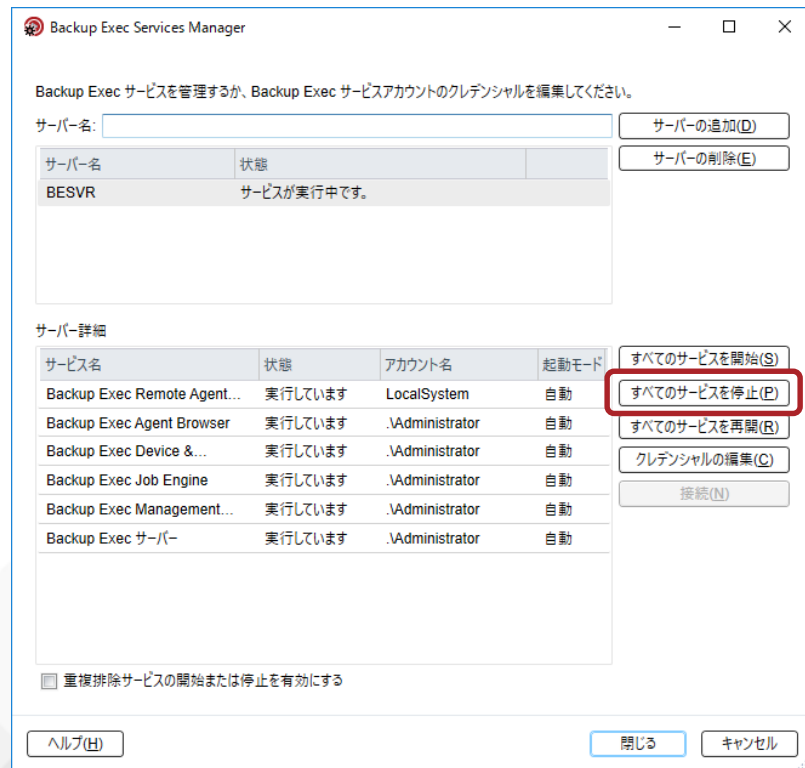 Backup Exec Services Manager
Backup Exec サービスを管理するか、Backup Exec サービスアカウントのクレデンシャルを編集してください。
サーバー名:
サーバーの追加(D)
サーバー名 状態
サーバーの削除(E)
BESVR サービスが実行中です。
サーバー詳細
サービス名 状態 アカウント名 起動モード
すべてのサービスを開始(S)
Backup Exec Remote Agent... 実行しています LocalSystem 自動
すべてのサービスを停止(P)
Backup Exec Agent Browser 実行しています .\Administrator 自動
すべてのサービスを再開(R)
Backup Exec Device &... 実行しています .\Administrator 自動
クレデンシャルの編集(C)
Backup Exec Job Engine 実行しています .\Administrator 自動
接続(N)
Backup Exec Management... 実行しています .\Administrator 自動
Backup Exec サーバー 実行しています .\Administrator 自動
重複排除サービスの開始または停止を有効にする
ヘルプ(H)
閉じる
キャンセル